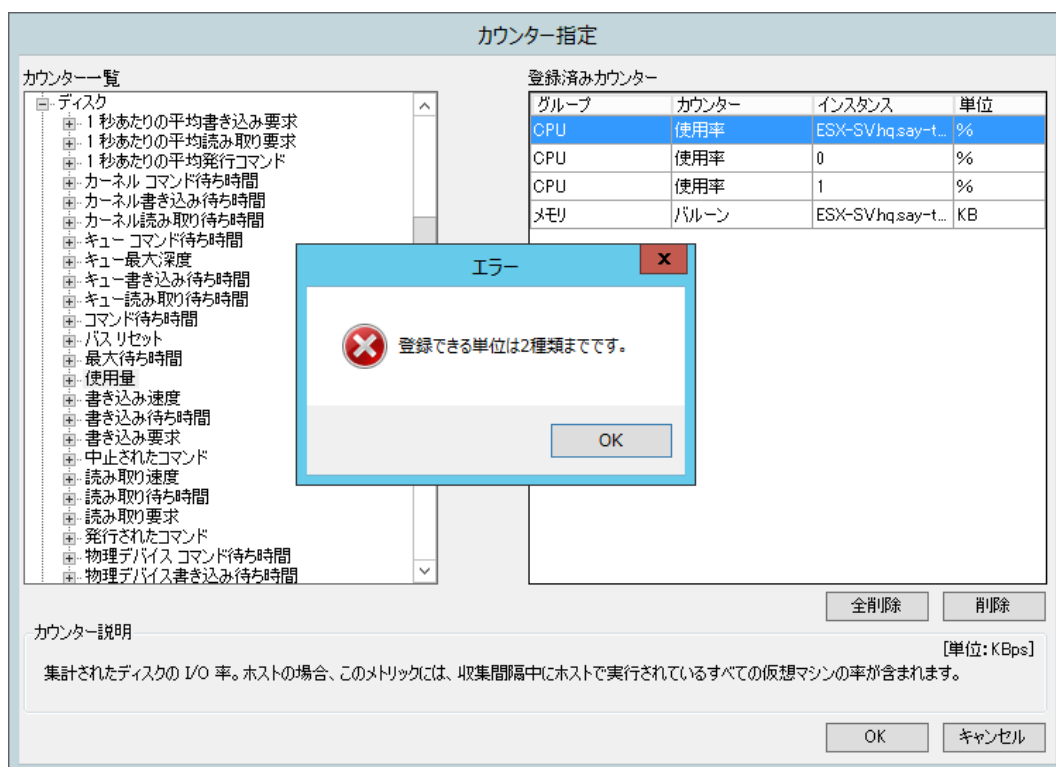 カウンター指定
カウンター一覧
ディスク
1 秒あたりの平均書き込み要求
1 秒あたりの平均読み取り要求
1 秒あたりの平均発行コマンド
カーネル コマンド待ち時間
カーネル書き込み待ち時間
カーネル読み取り待ち時間
キュー コマンド待ち時間
キュー最大深度
キュー書き込み待ち時間
キュー読み取り待ち時間
コマンド待ち時間
バス リセット
最大待ち時間
使用量
書き込み速度
書き込み待ち時間
書き込み要求
中止されたコマンド
読み取り速度
読み取り待ち時間
読み取り要求
発行されたコマンド
物理デバイス コマンド待ち時間
物理デバイス書き込み待ち時間
登録済みカウンター
グループ カウンター インスタンス 単位
CPU 使用率 ESX-SV.hq.say-t... %
CPU 使用率 0 %
CPU 使用率 1 %
メモリ バルーン ESX-SV.hq.say-t... KB
エラー
x
登録できる単位は2種類までです。
OK
全削除 削除
カウンター説明
[単位: KBps]
集計されたディスクの I/O 率。ホストの場合、このメトリックには、収集間隔中にホストで実行されているすべての仮想マシンの率が含まれます。
OK キャンセル